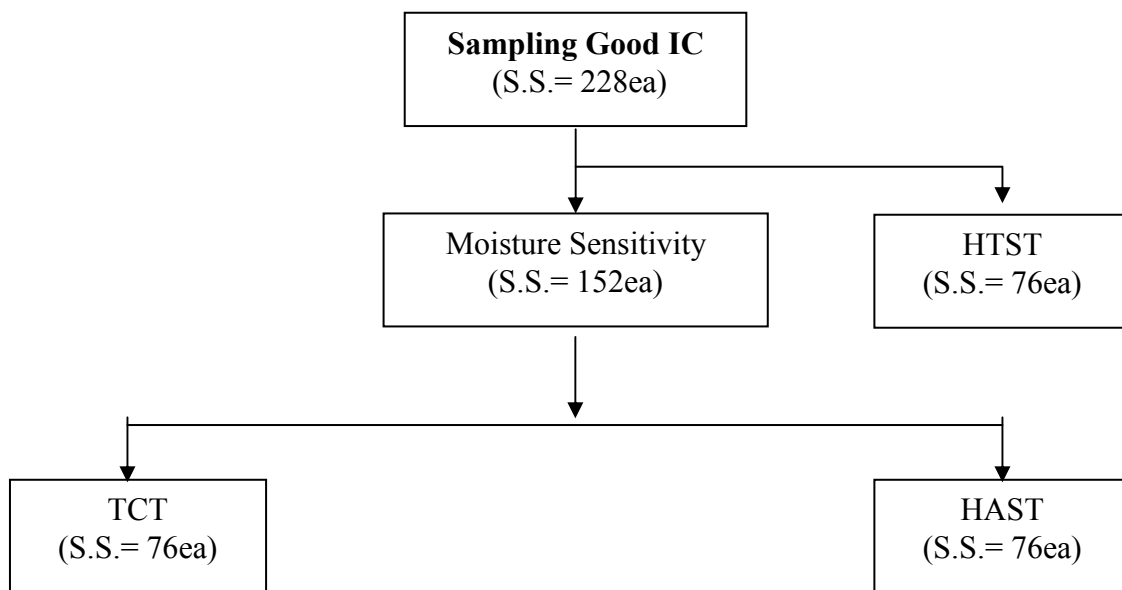 Sampling Good IC
(S.S.= 228ea)
Moisture Sensitivity
(S.S.= 152ea)
HTST
(S.S.= 76ea)
TCT
(S.S.= 76ea)
HAST
(S.S.= 76ea)